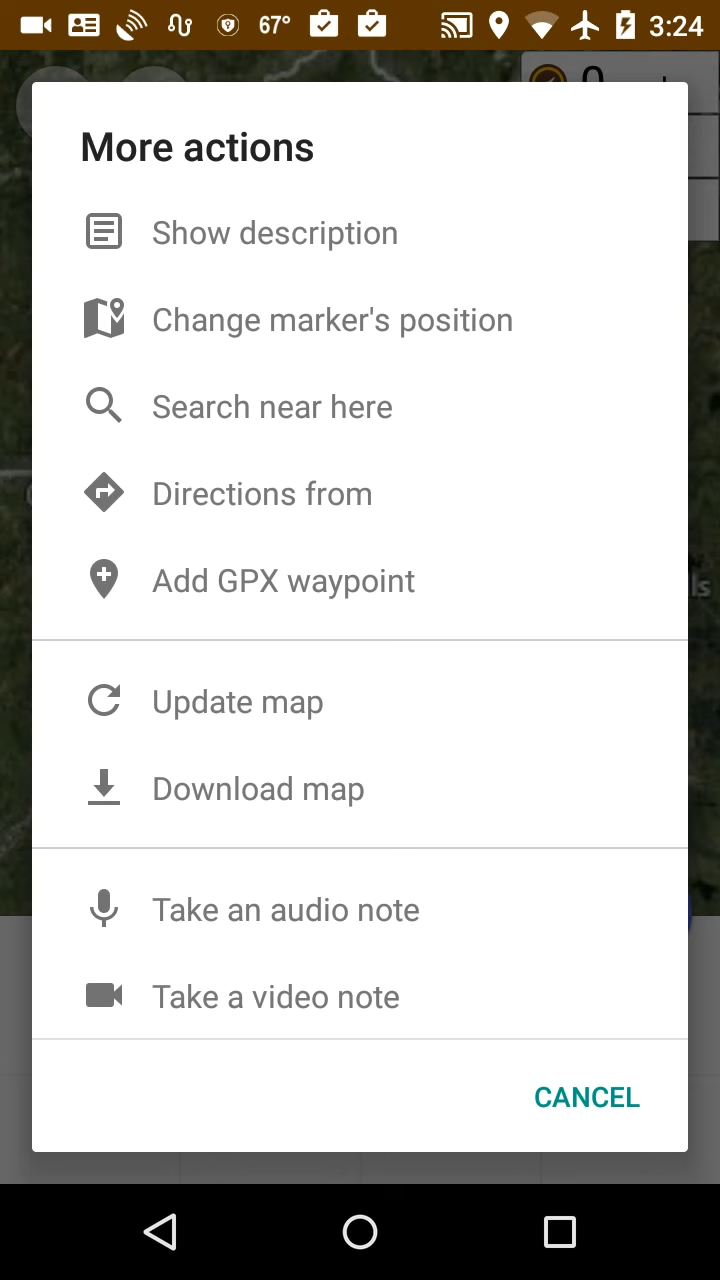 67° 3:24
More actions
Show description
Change marker's position
Search near here
Directions from
Add GPX waypoint
Update map
Download map
Take an audio note
Take a video note
CANCEL